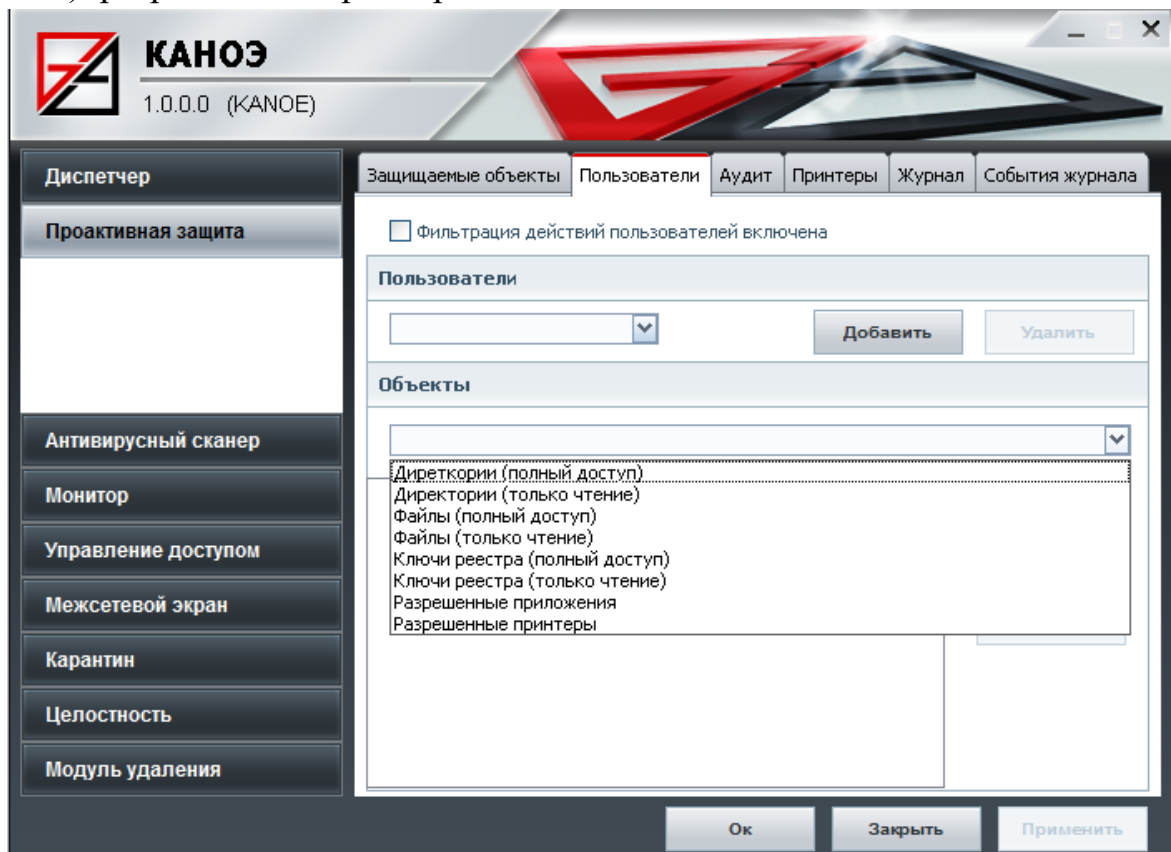 КАНОЭ
1.0.0.0 (KANOE)
Диспетчер
Проактивная защита
Антивирусный сканер
Монитор
Управление доступом
Межсетевой экран
Карантин
Целостность
Модуль удаления
Защищаемые объекты Пользователи Аудит Принтеры Журнал События журнала
Фильтрация действий пользователей включена
Пользователи
Добавить Удалить
Объекты
Диреткории (полный доступ)
Директории (только чтение)
Файлы (полный доступ)
Файлы (только чтение)
Ключи реестра (полный доступ)
Ключи реестра (только чтение)
Разрешенные приложения
Разрешенные принтеры
Ок Закрыть Применить